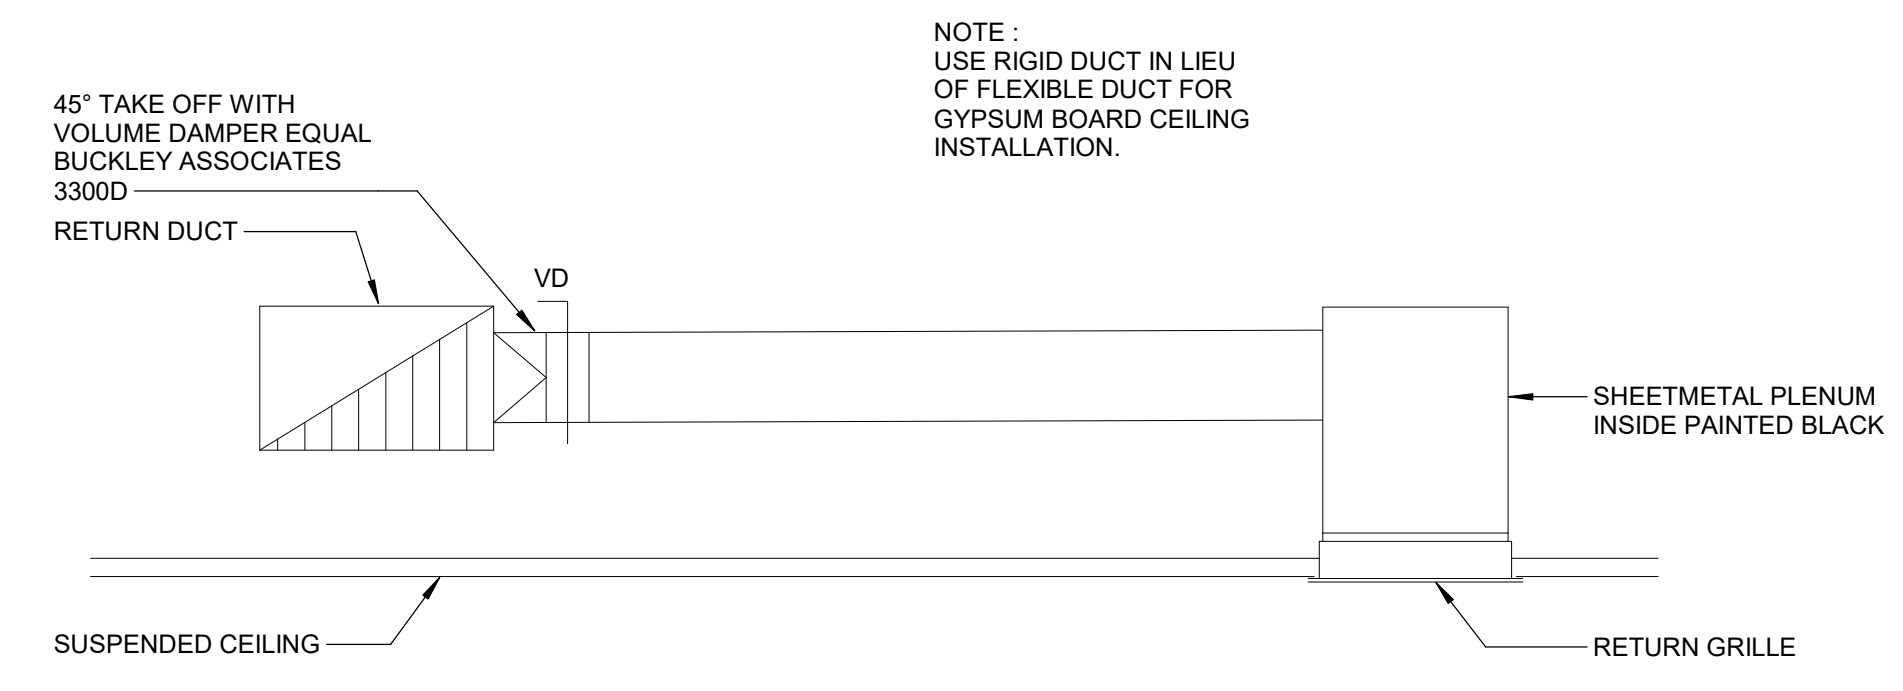 NOTE :
USE RIGID DUCT IN LIEU
OF FLEXIBLE DUCT FOR
GYPSUM BOARD CEILING
INSTALLATION.
45° TAKE OFF WITH
VOLUME DAMPER EQUAL
BUCKLEY ASSOCIATES
3300D
RETURN DUCT
VD
SHEETMETAL PLENUM
INSIDE PAINTED BLACK
SUSPENDED CEILING
RETURN GRILLE